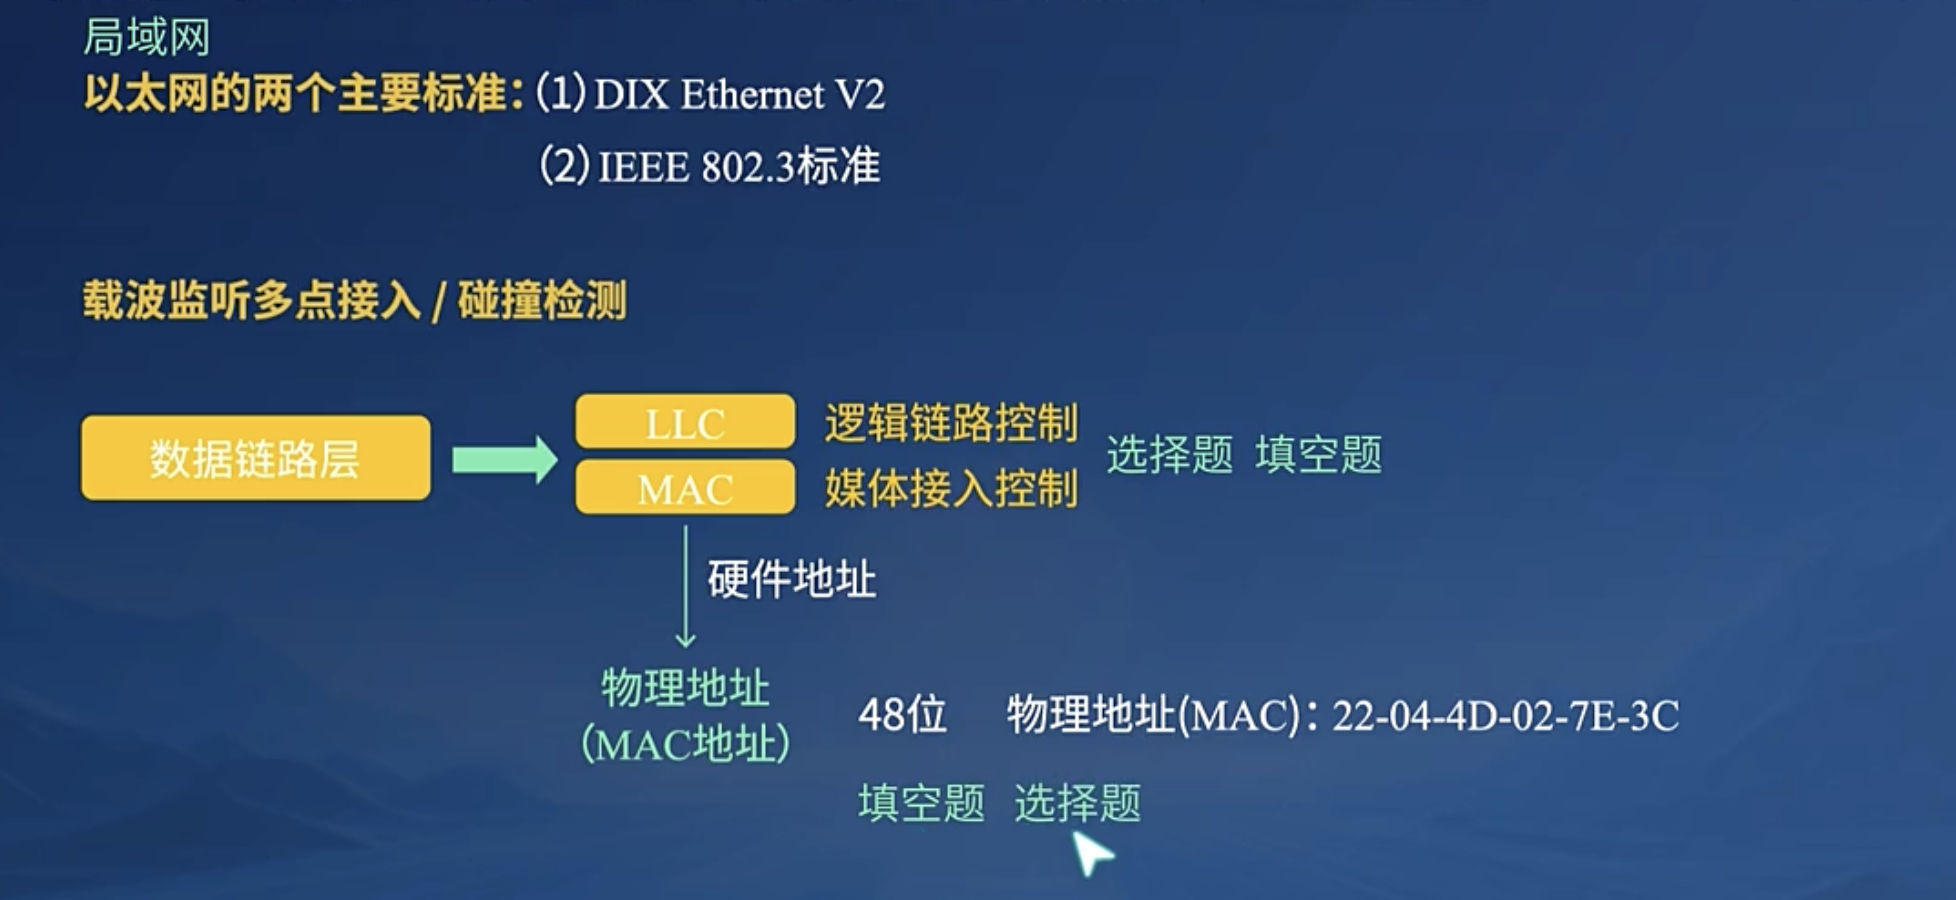 局域网
以太网的两个主要标准：（1）DIX Ethernet V2
（2）IEEE 802.3标准
载波监听多点接入 / 碰撞检测
数据链路层
LLC
逻辑链路控制
MAC
媒体接入控制
选择题 填空题
硬件地址
物理地址
（MAC地址）
48位 物理地址(MAC)：22-04-4D-02-7E-3C
填空题 选择题